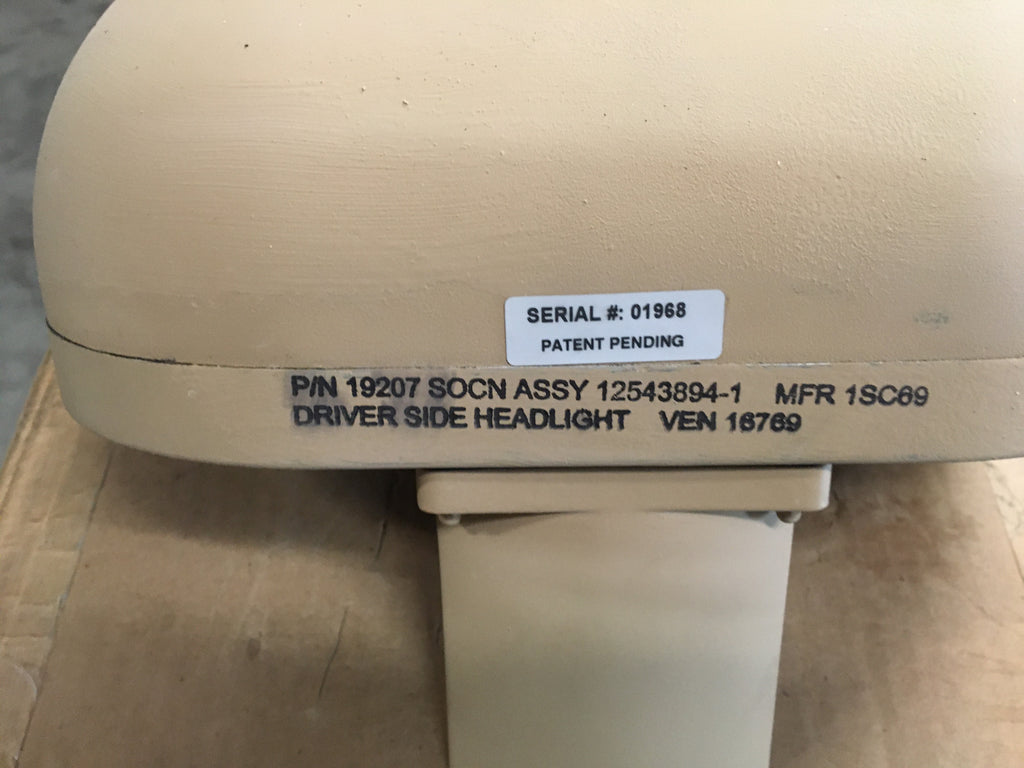 SERIAL #: 01968
PATENT PENDING
P/N 19207 SOCN ASSY 12543894-1 MFR 1SC69
DRIVER SIDE HEADLIGHT VEN 16769